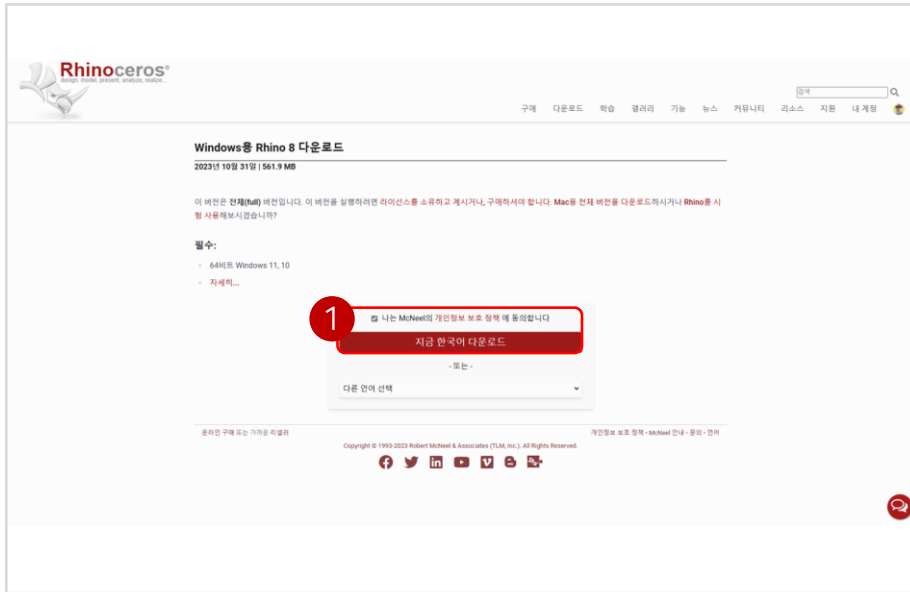 Rhinoceros®
design, model, present, analyze, realize...
검색
구매 다운로드 학습 갤러리 기능 뉴스 커뮤니티 리소스 지원 내 계정
Windows용 Rhino 8 다운로드
2023년 10월 31일 | 561.9 MB
이 버전은 전체(full) 버전입니다. 이 버전을 실행하려면 라이선스를 소유하고 계시거나, 구매하셔야 합니다. Mac용 전체 버전을 다운로드하시거나 Rhino를 시
험 사용해보시겠습니까?
필수:
- 64비트 Windows 11, 10
- 자세히...
1
나는 McNeel의 개인정보 보호 정책 에 동의합니다
지금 한국어 다운로드
- 또는 -
다른 언어 선택
온라인 구매 또는 가까운 리셀러
개인정보 보호 정책 - McNeel 안내 - 문의 - 언어
Copyright © 1993-2023 Robert McNeel & Associates (TLM, Inc.). All Rights Reserved.